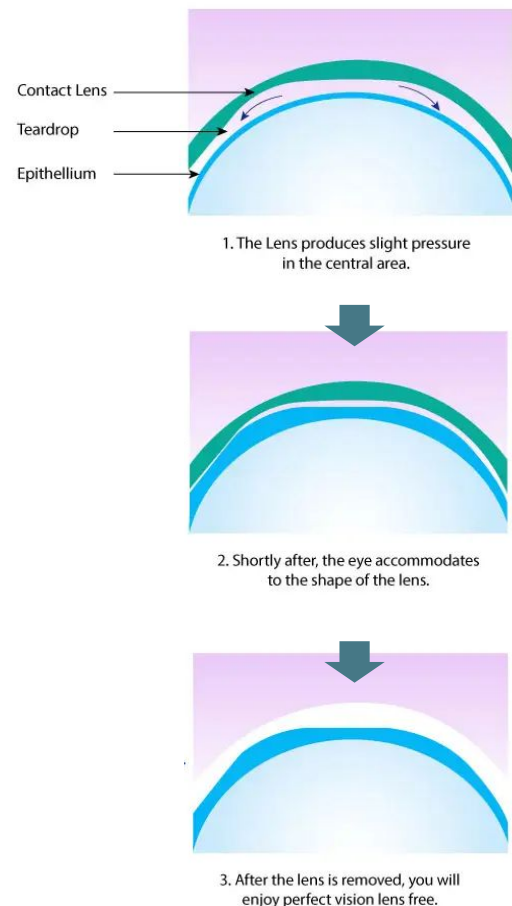 Contact Lens
Teardrop
Epithellium
1. The Lens produces slight pressure
in the central area.
2. Shortly after, the eye accommodates
to the shape of the lens.
3. After the lens is removed, you will
enjoy perfect vision lens free.